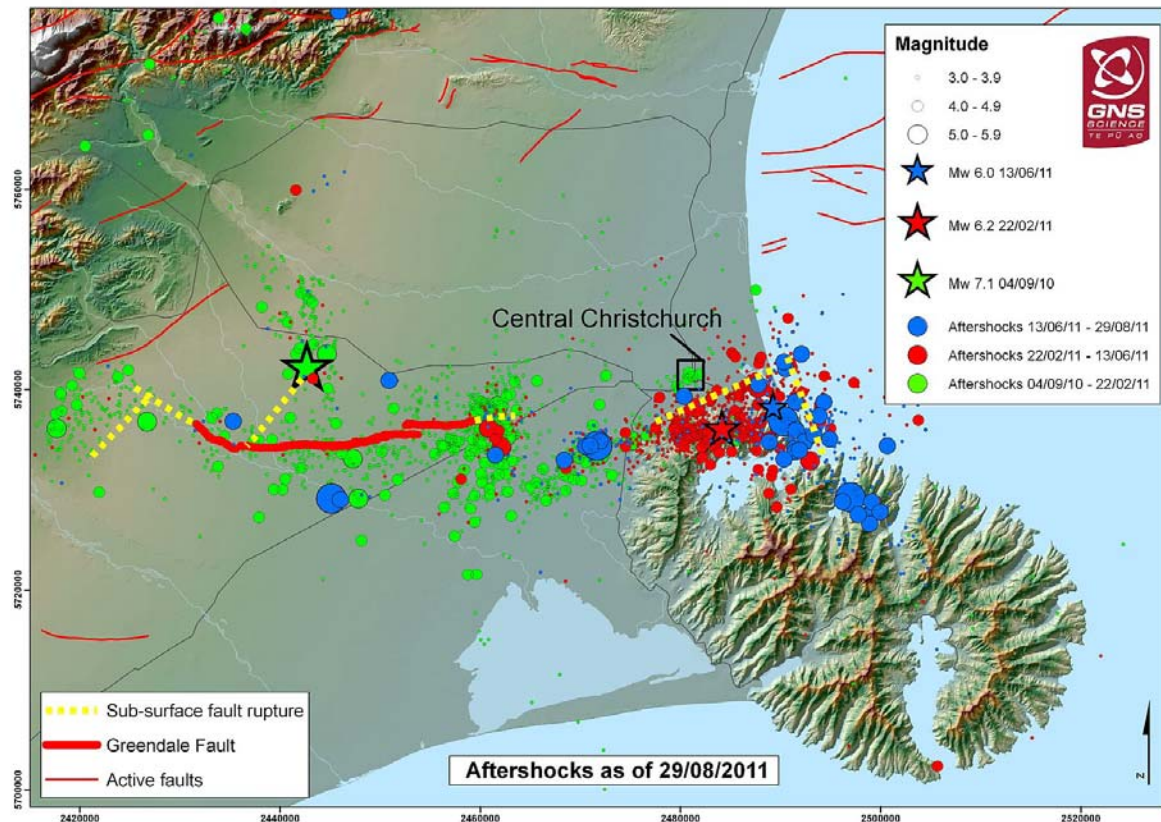 Magnitude
3.0 - 3.9
4.0 - 4.9
5.0 - 5.9
Mw 6.0 13/06/11
Mw 6.2 22/02/11
Mw 7.1 04/09/10
Aftershocks 13/06/11 - 29/08/11
Aftershocks 22/02/11 - 13/06/11
Aftershocks 04/09/10 - 22/02/11
GNS
SCIENCE
TE PŪ AO
Central Christchurch
5760000
5740000
5720000
5700000
Sub-surface fault rupture
Greendale Fault
Active faults
Aftershocks as of 29/08/2011
N
2420000
2440000
2460000
2480000
2500000
2520000